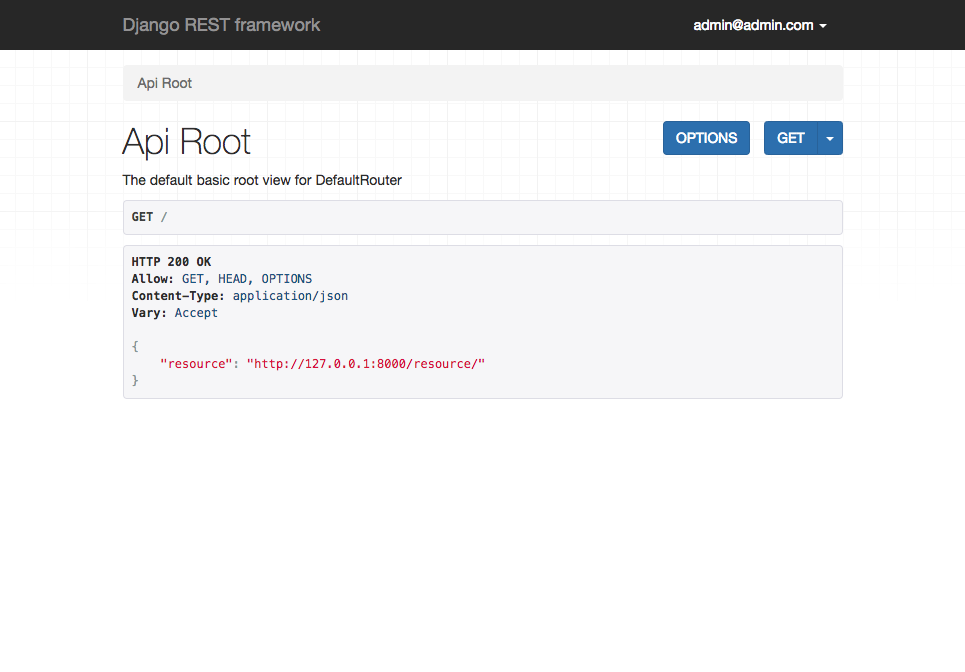 Django REST framework
admin@admin.com
Api Root
Api Root
OPTIONS
GET
The default basic root view for DefaultRouter
GET /
HTTP 200 OK
Allow: GET, HEAD, OPTIONS
Content-Type: application/json
Vary: Accept
{
    "resource": "http://127.0.0.1:8000/resource/"
}